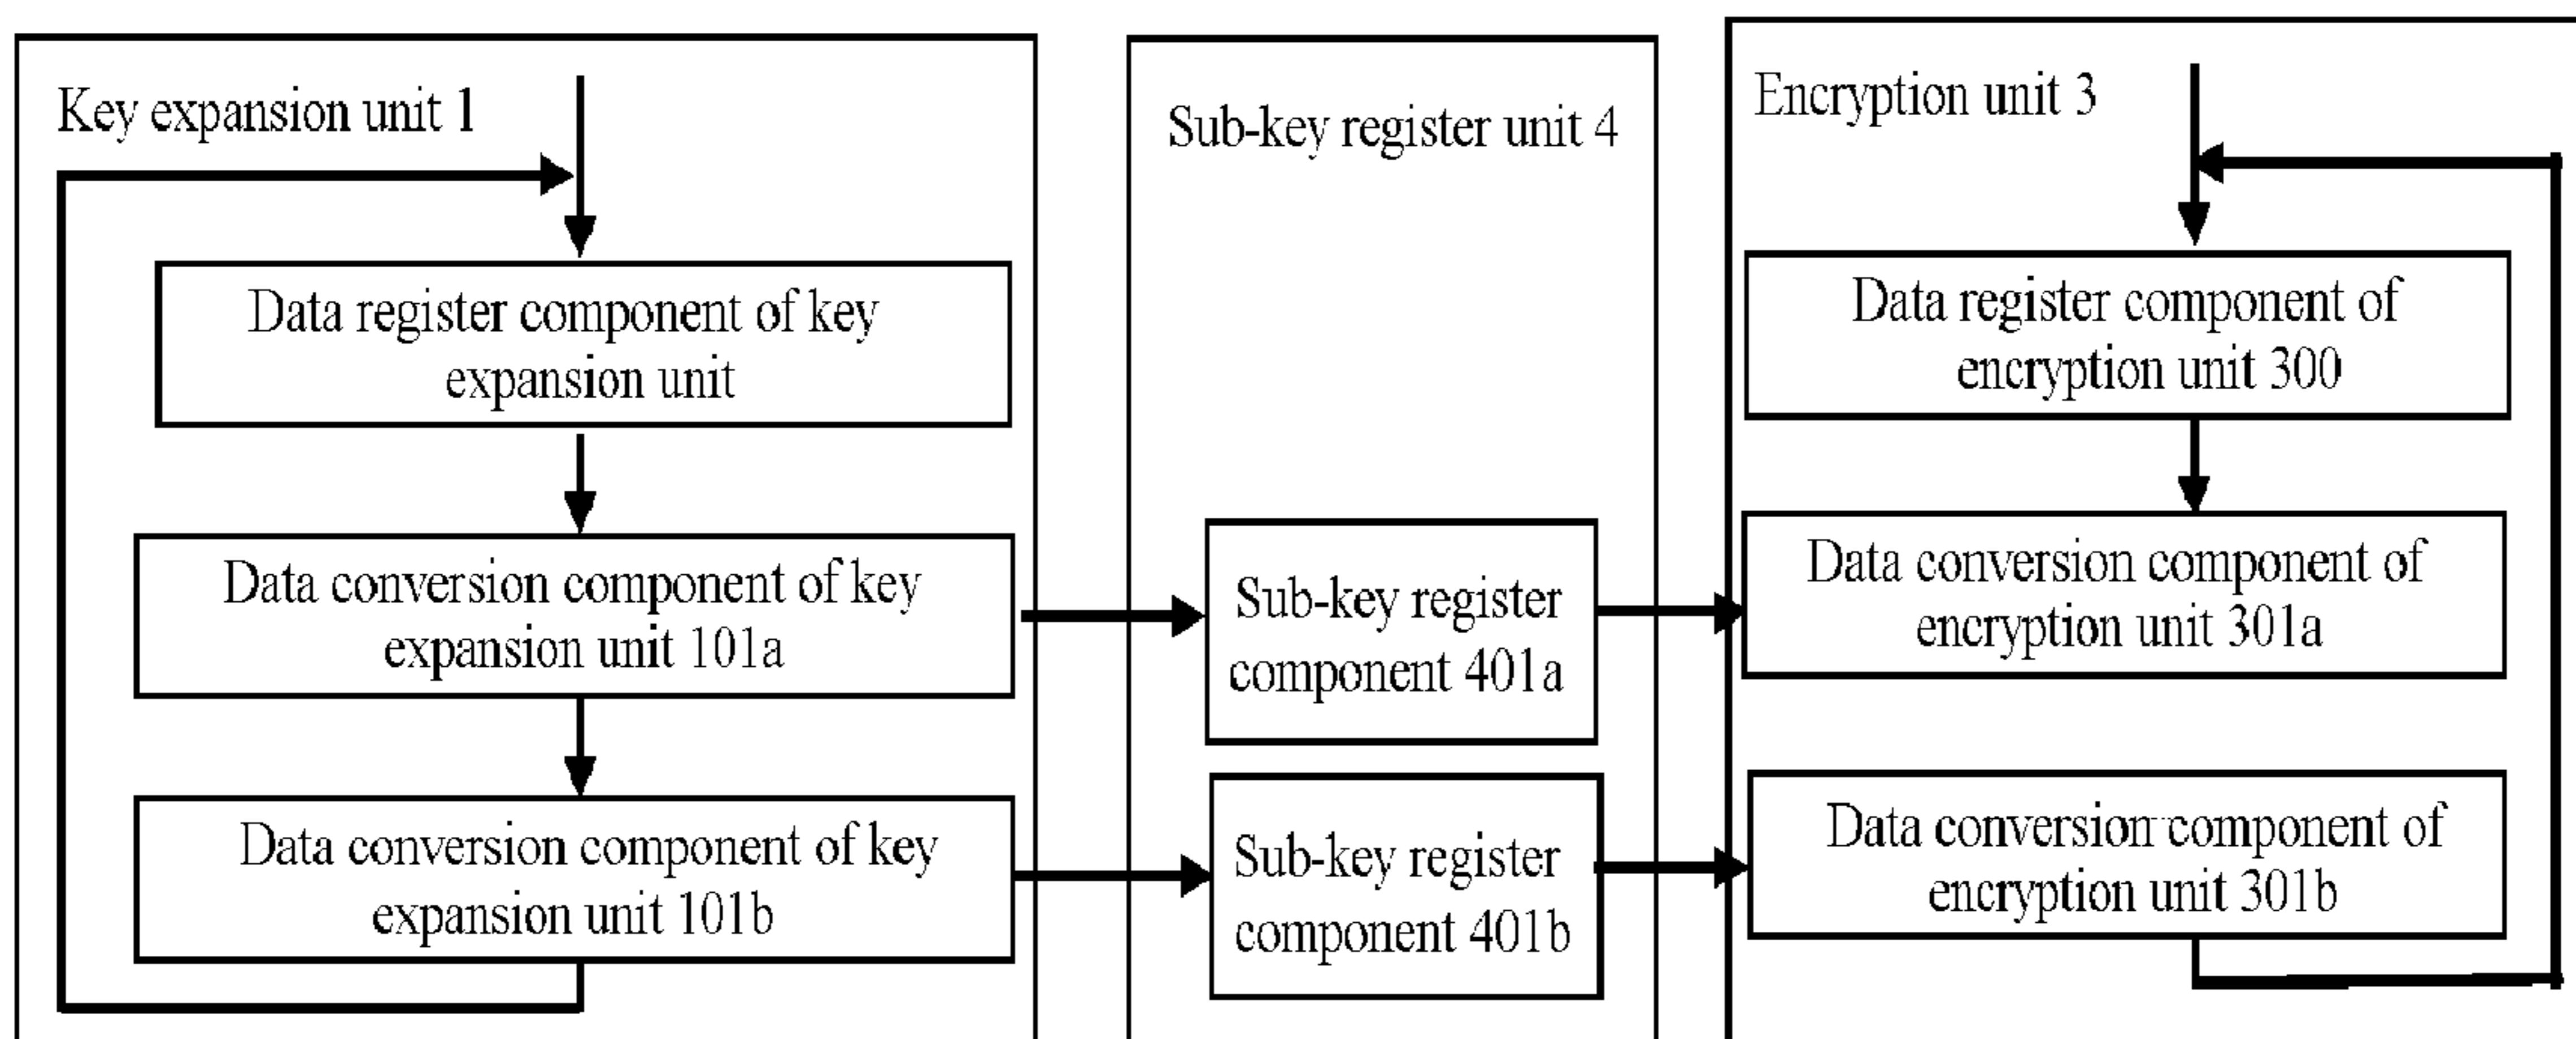 Key expansion unit 1
Data register component of key
expansion unit
Data conversion component of key
expansion unit 101a
Data conversion component of key
expansion unit 101b
Sub-key register unit 4
Sub-key register
component 401a
Sub-key register
component 401b
Encryption unit 3
Data register component of
encryption unit 300
Data conversion component of
encryption unit 301a
Data conversion component of
encryption unit 301b